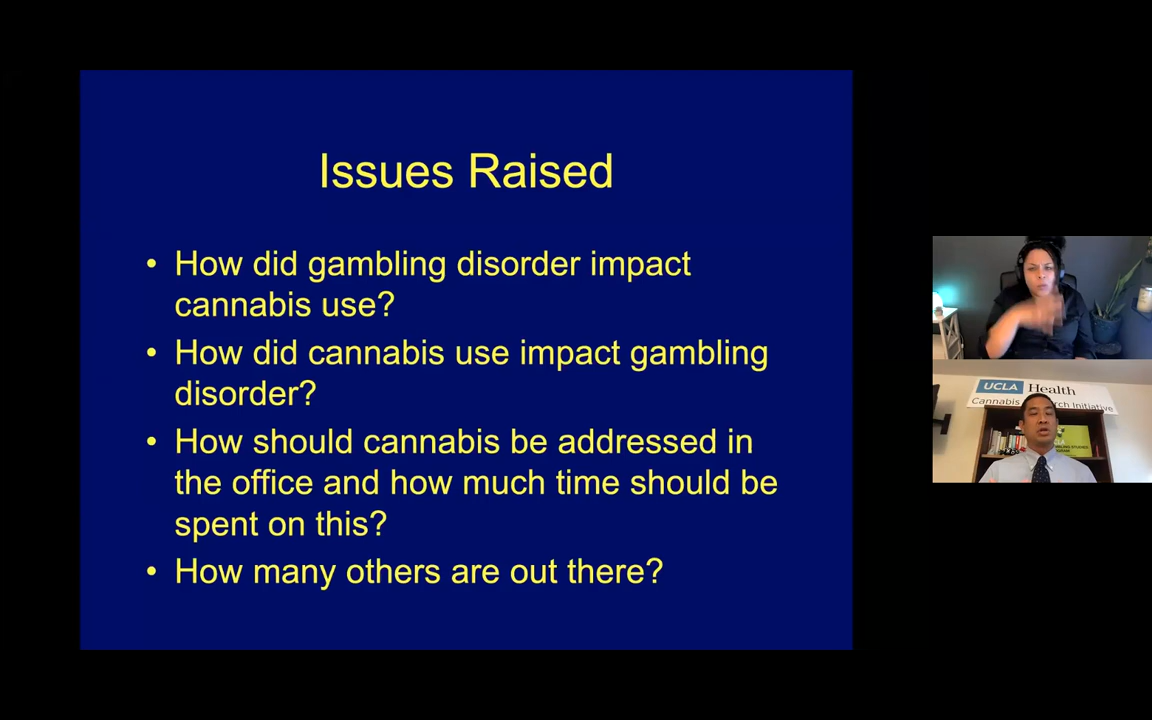 Issues Raised
• How did gambling disorder impact
cannabis use?
• How did cannabis use impact gambling
disorder?
• How should cannabis be addressed in
the office and how much time should be
spent on this?
• How many others are out there?
UCLA Health
Cannabis Initiative